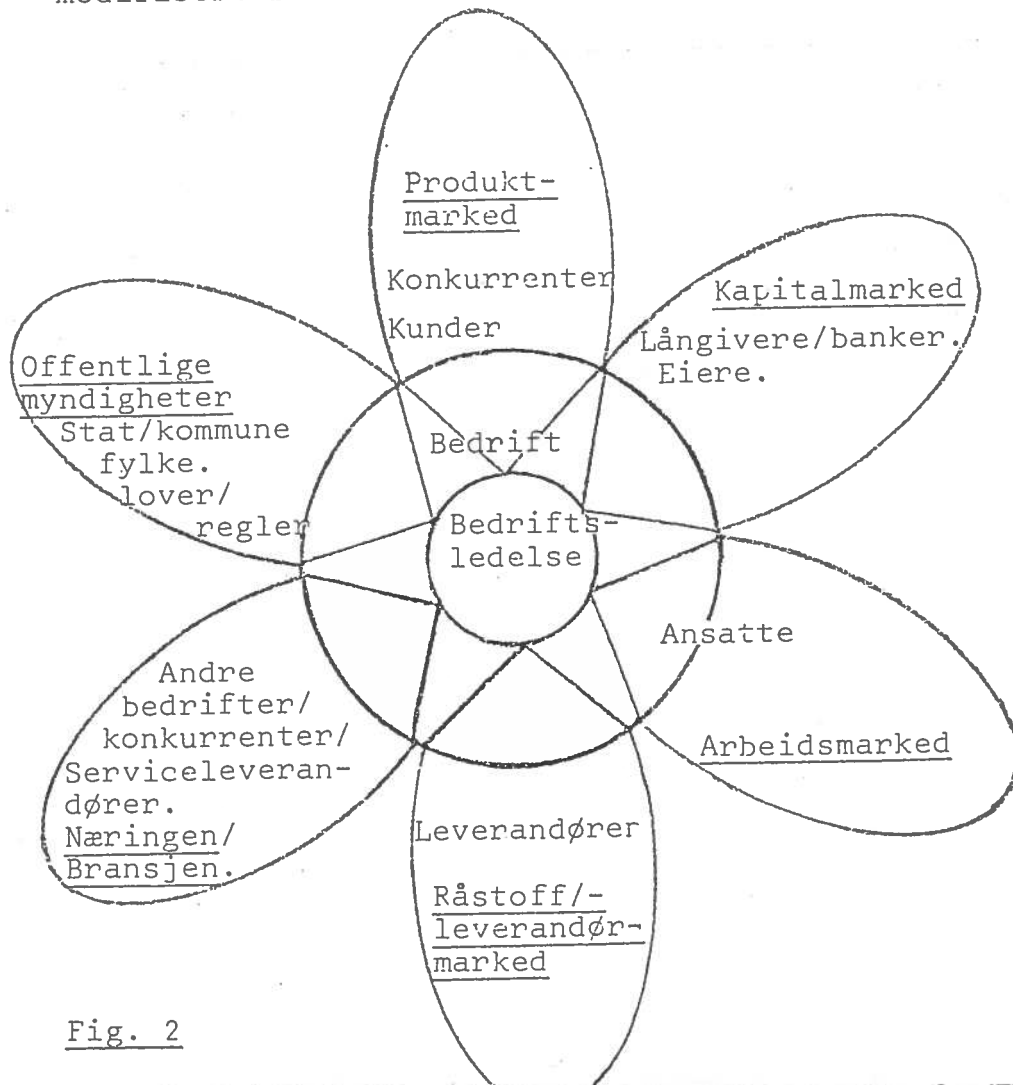 Produkt-
marked
Konkurrenter
Kunder
Kapitalmarked
Långivere/banker.
Eiere.
Offentlige
myndigheter
Stat/kommune
fylke.
lover/
regler
Bedrift
Bedrifts-
ledelse
Ansatte
Arbeidsmarked
Andre
bedrifter/
konkurrenter/
Serviceleveran-
dører.
Næringen/
Bransjen.
Leverandører
Råstoff/-
leverandør-
marked
Fig. 2